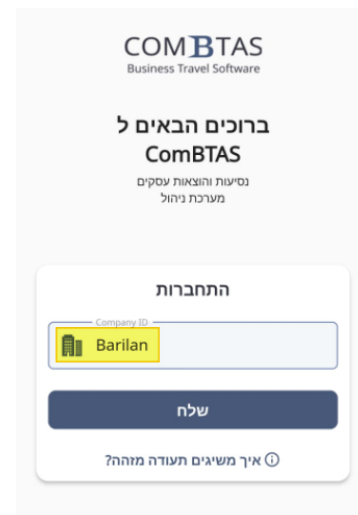 COMBTAS
Business Travel Software
ברוכים הבאים ל
ComBTAS
נסיעות והוצאות עסקים
מערכת ניהול
התחברות
Company ID
Barilan
שלח
איך משיגים תעודה מזהה?